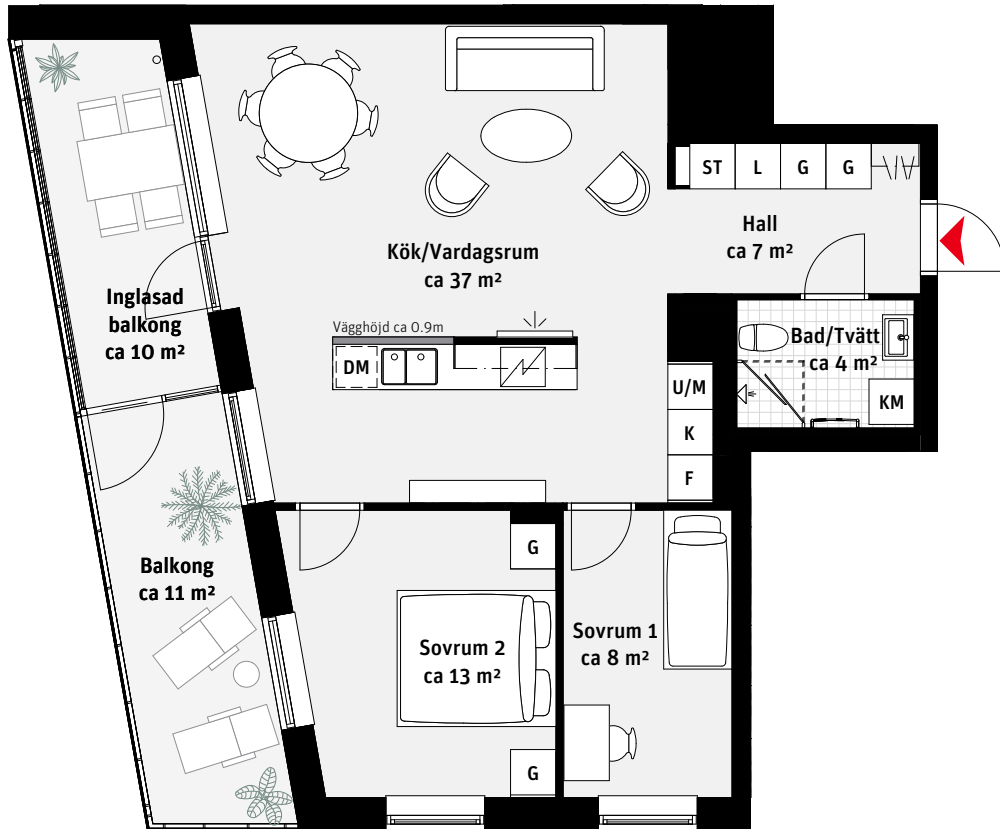 ST
L
G
G
Hall
ca 7 m²
Kök/Vardagsrum
ca 37 m²
Inglasad
balkong
ca 10 m²
Vägghöjd ca 0.9m
DM
Bad/Tvätt
ca 4 m²
KM
U/M
K
F
Balkong
ca 11 m²
G
Sovrum 2
ca 13 m²
G
Sovrum 1
ca 8 m²